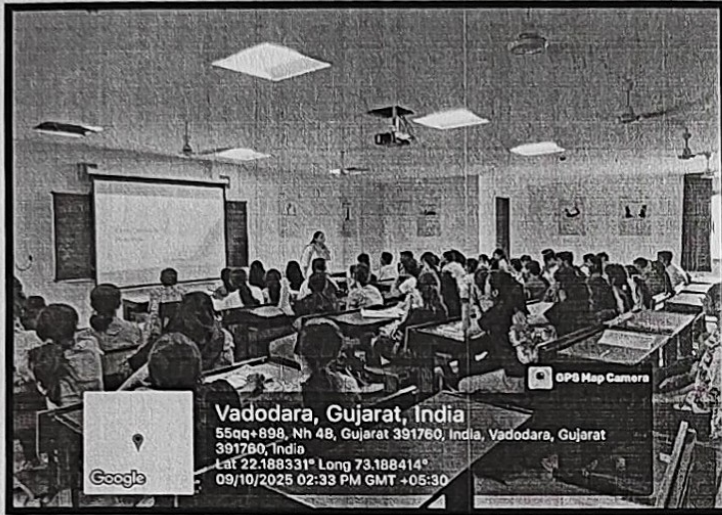 GPS Map Camera
Vadodara, Gujarat, India
55qq+898, Nh 48, Gujarat 391760, India, Vadodara, Gujarat
391760, India
Lat 22.188331° Long 73.188414°
09/10/2025 02:33 PM GMT +05:30
Google